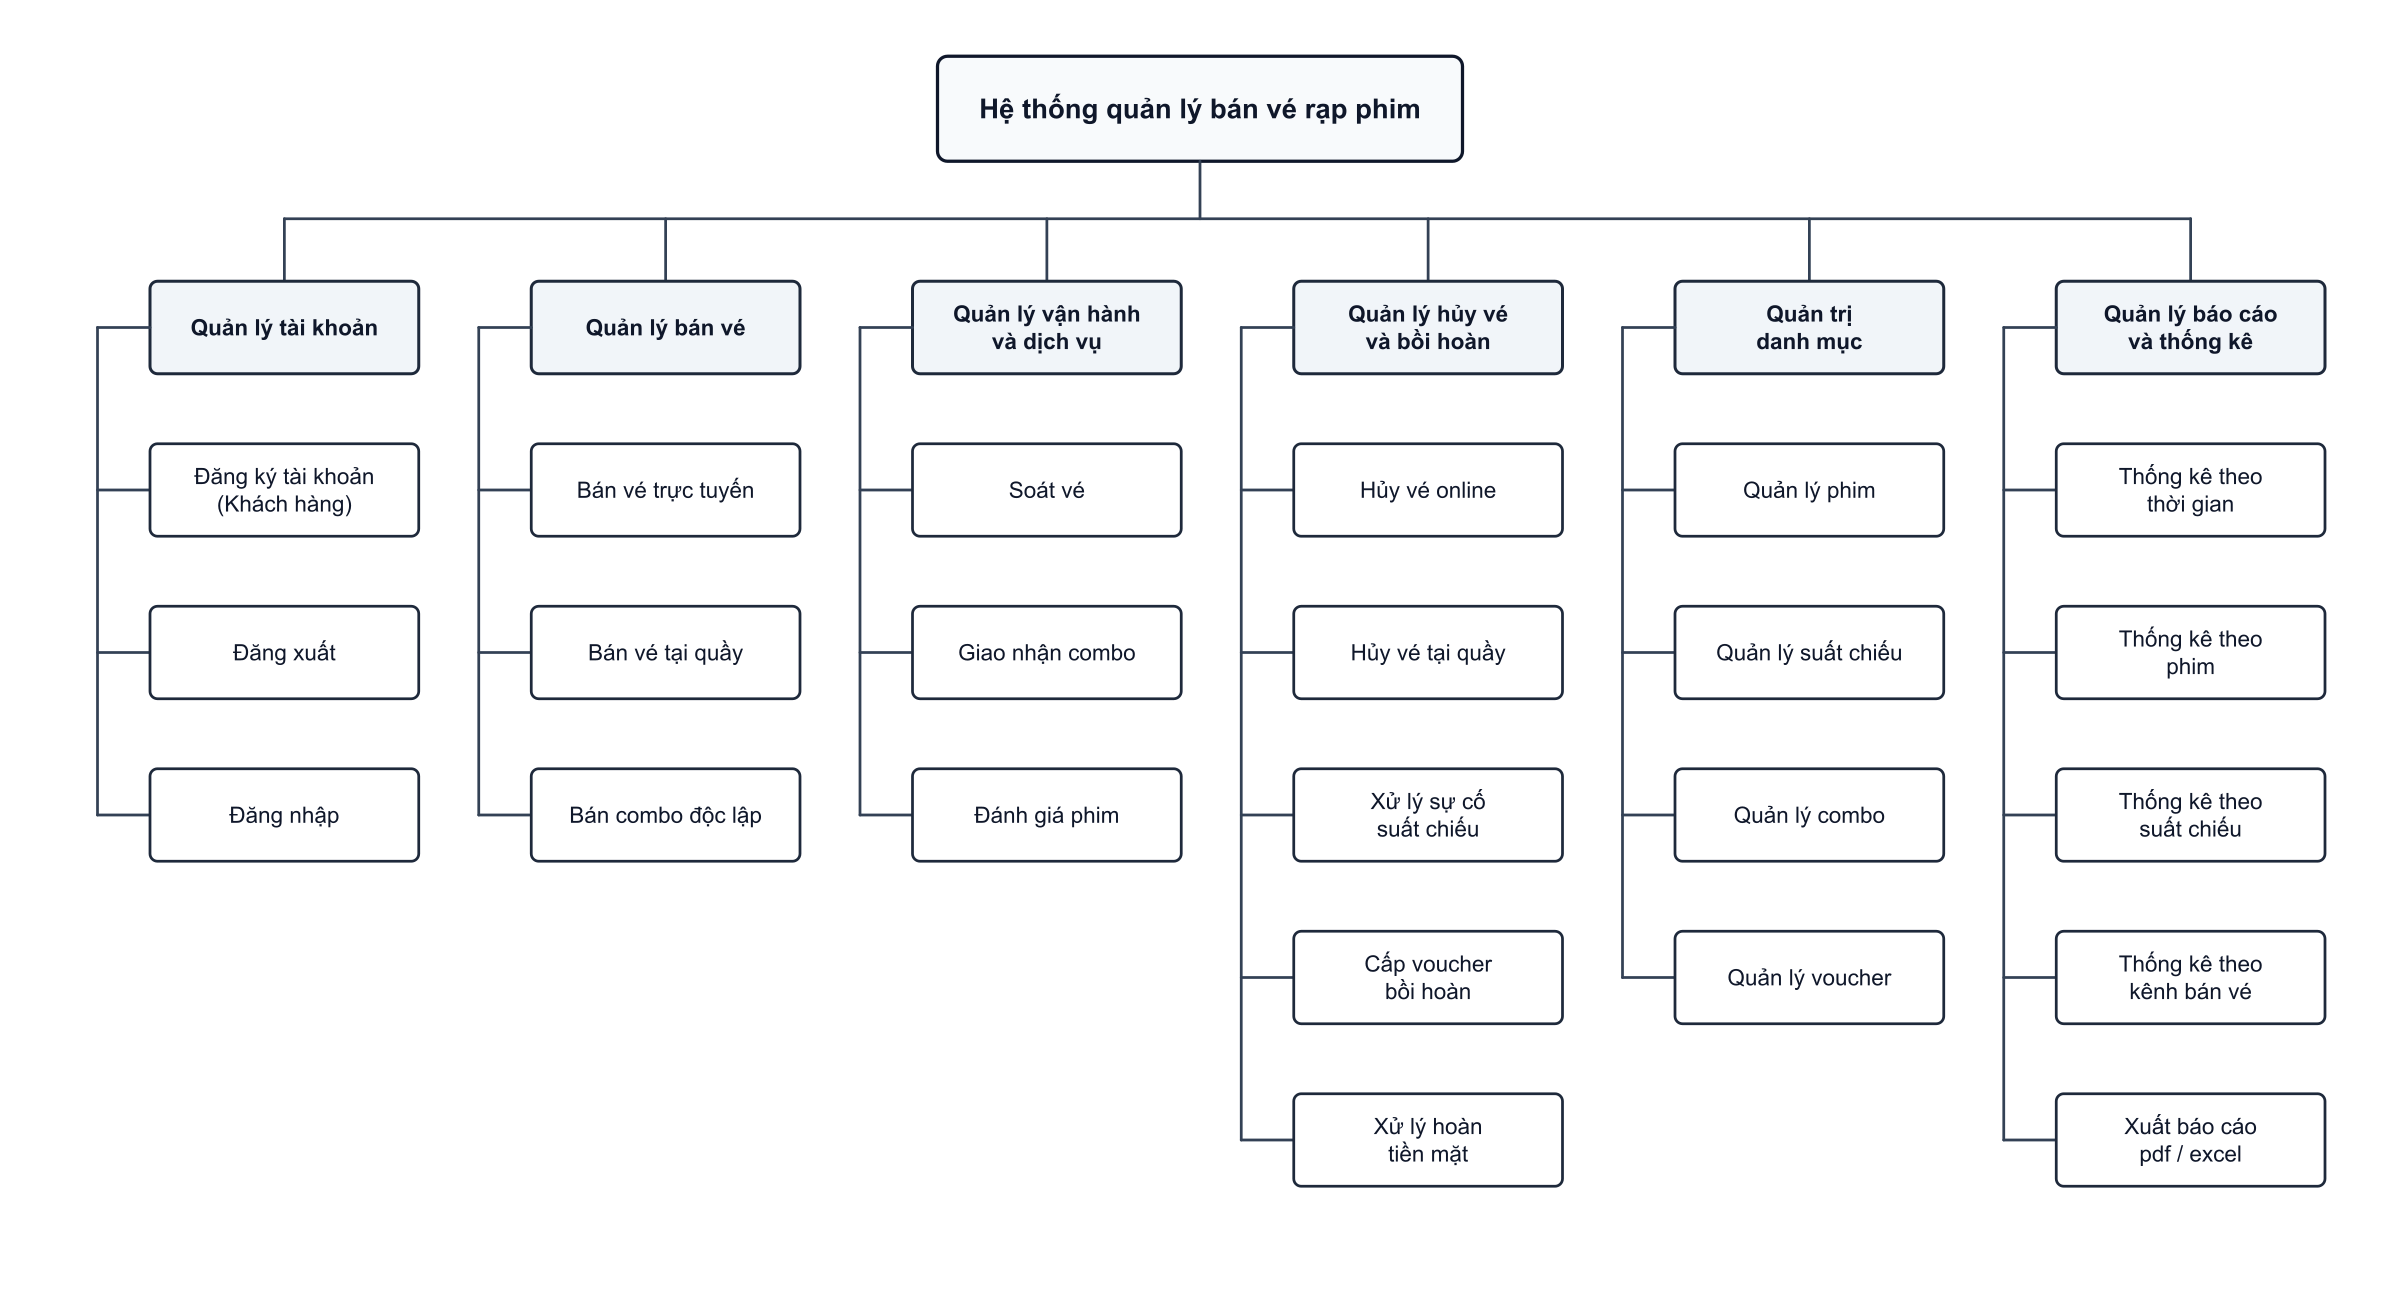 Hệ thống quản lý bán vé rạp phim
Quản lý tài khoản
Đăng ký tài khoản
(Khách hàng)
Đăng xuất
Đăng nhập
Quản lý bán vé
Bán vé trực tuyến
Bán vé tại quầy
Bán combo độc lập
Quản lý vận hành
và dịch vụ
Soát vé
Giao nhận combo
Đánh giá phim
Quản lý hủy vé
và bồi hoàn
Hủy vé online
Hủy vé tại quầy
Xử lý sự cố
suất chiếu
Cấp voucher
bồi hoàn
Xử lý hoàn
tiền mặt
Quản trị
danh mục
Quản lý phim
Quản lý suất chiếu
Quản lý combo
Quản lý voucher
Quản lý báo cáo
và thống kê
Thống kê theo
thời gian
Thống kê theo
phim
Thống kê theo
suất chiếu
Thống kê theo
kênh bán vé
Xuất báo cáo
pdf / excel